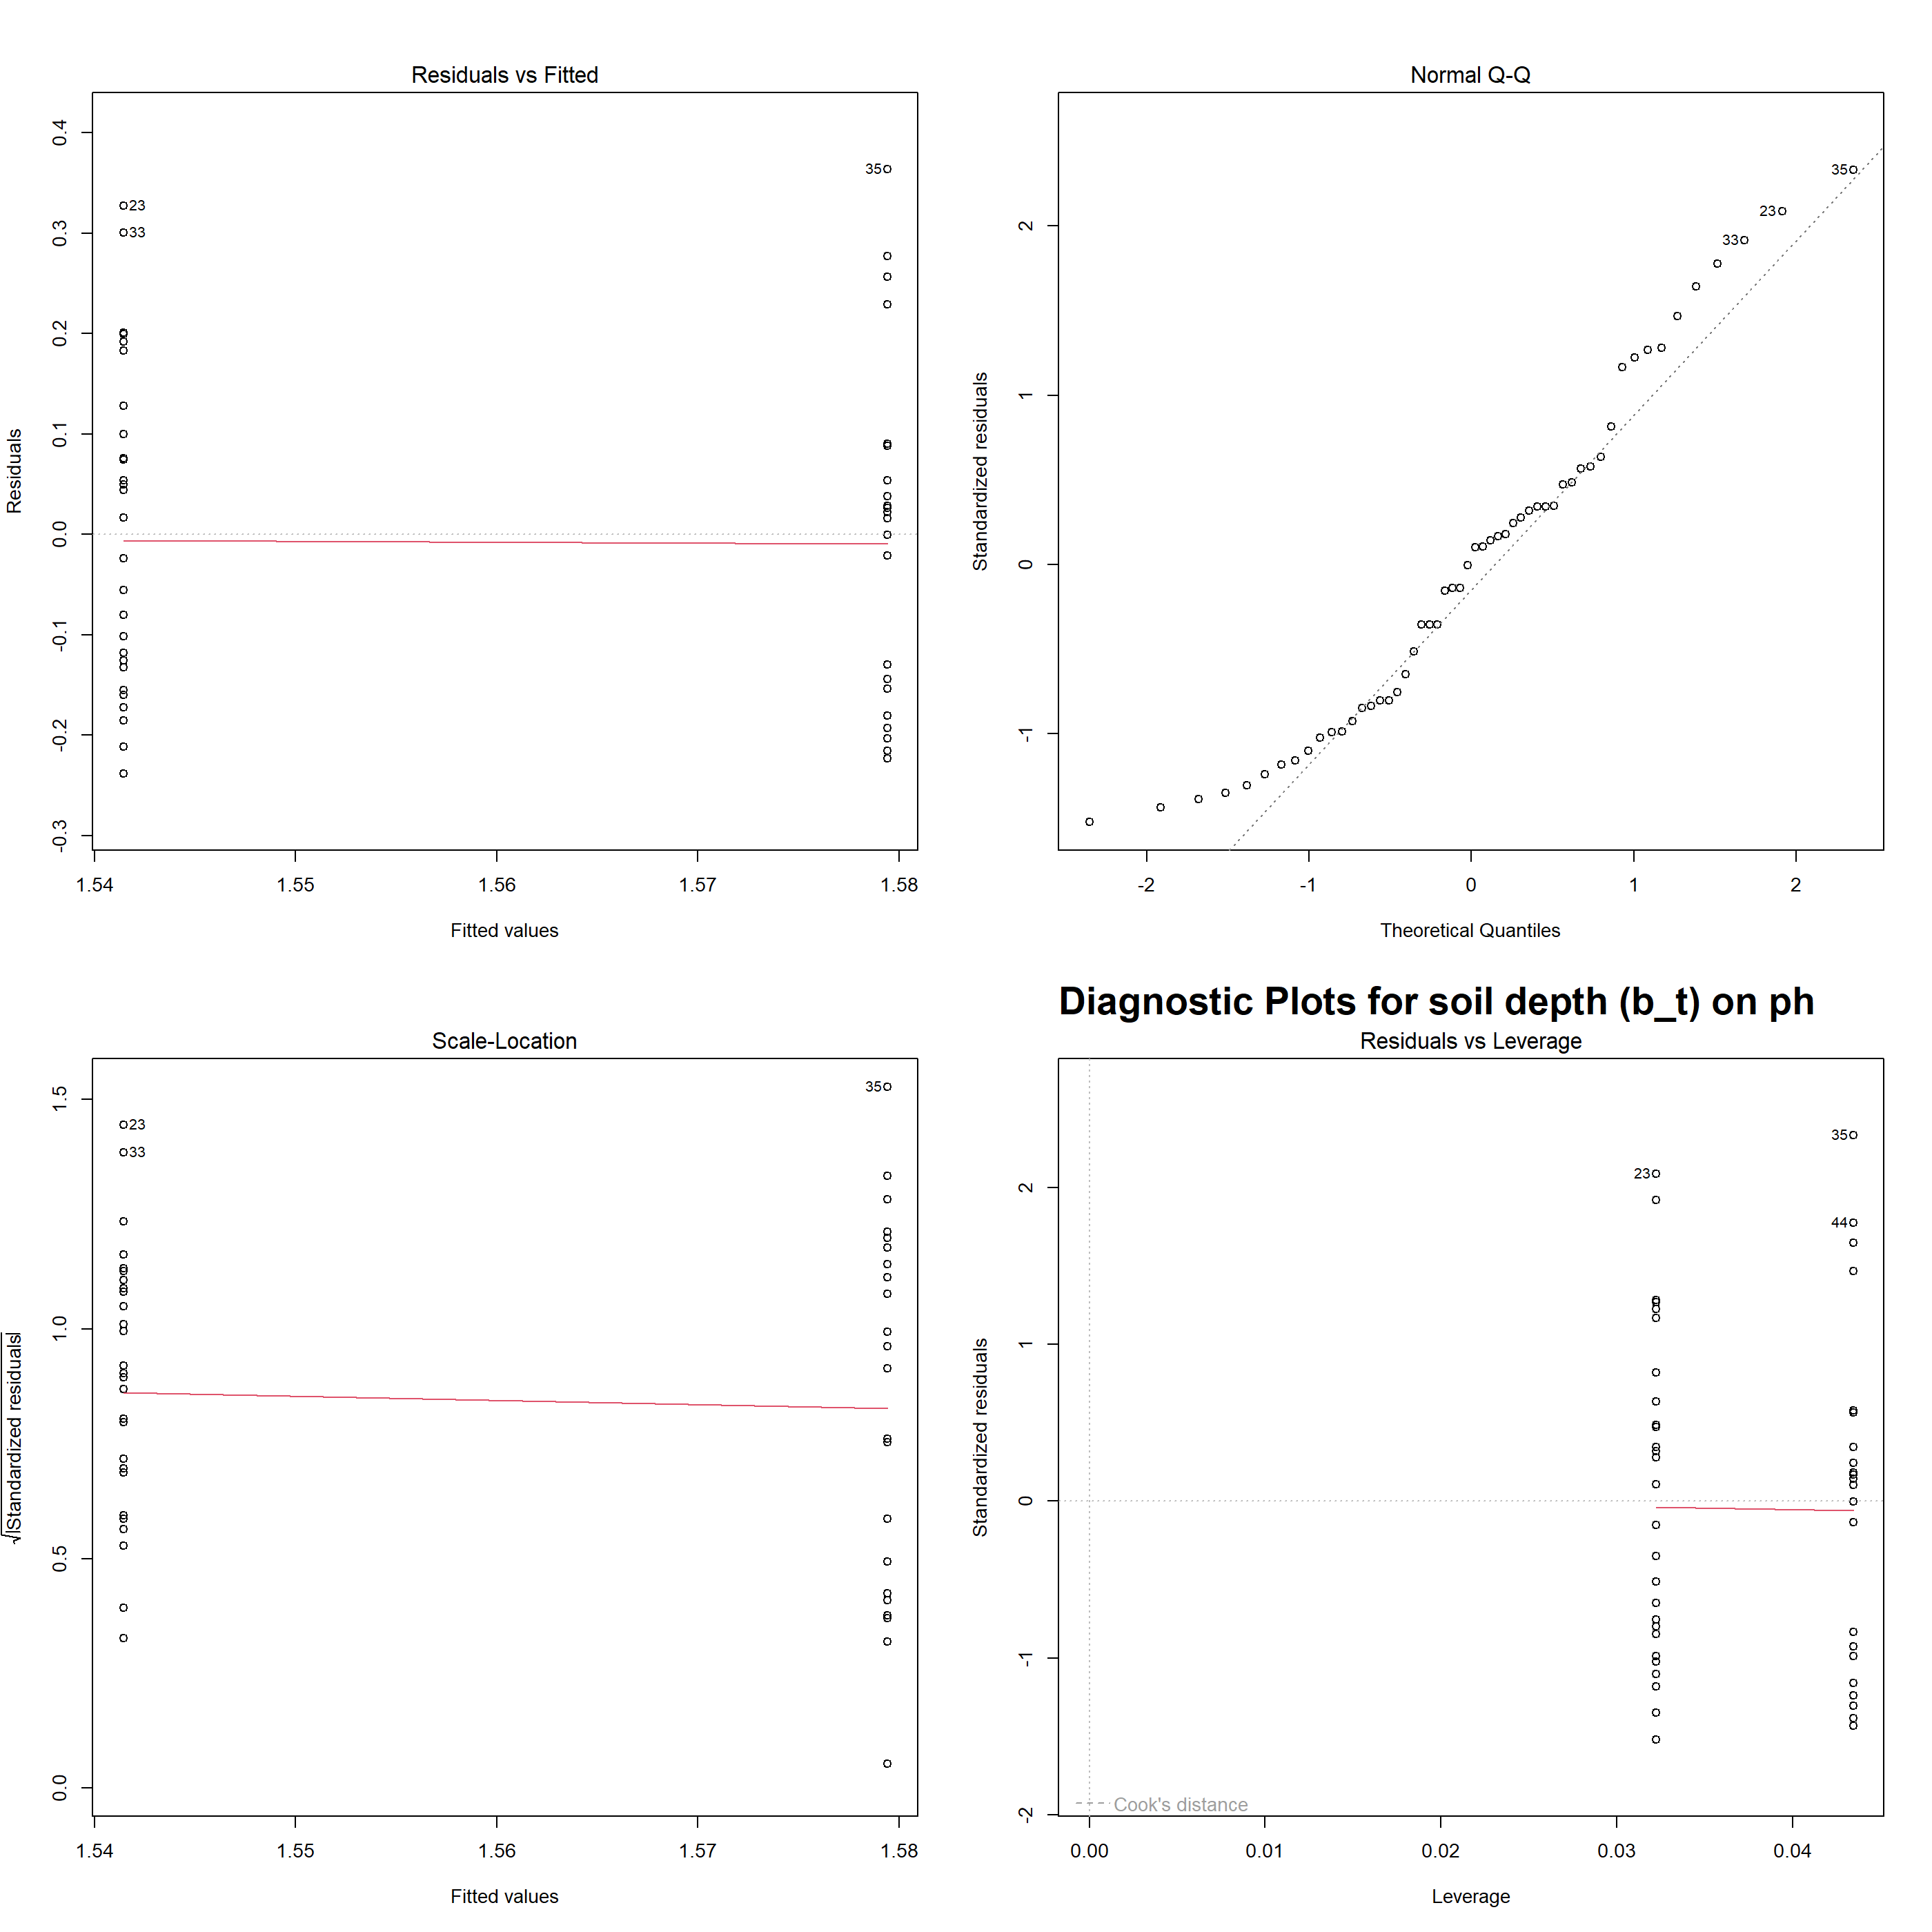 Residuals vs Fitted
0.4
0.3
0.2
0.1
0.0
-0.1
-0.2
-0.3
Residuals
35
23
33
1.54 1.55 1.56 1.57 1.58
Fitted values
Normal Q-Q
2
1
0
-1
Standardized residuals
35
23
33
-2 -1 0 1 2
Theoretical Quantiles
Scale-Location
1.5
1.0
0.5
0.0
√|Standardized residuals|
35
23
33
1.54 1.55 1.56 1.57 1.58
Fitted values
Diagnostic Plots for soil depth (b_t) on ph
Residuals vs Leverage
2
1
0
-1
-2
Standardized residuals
35
23
44
Cook's distance
0.00 0.01 0.02 0.03 0.04
Leverage